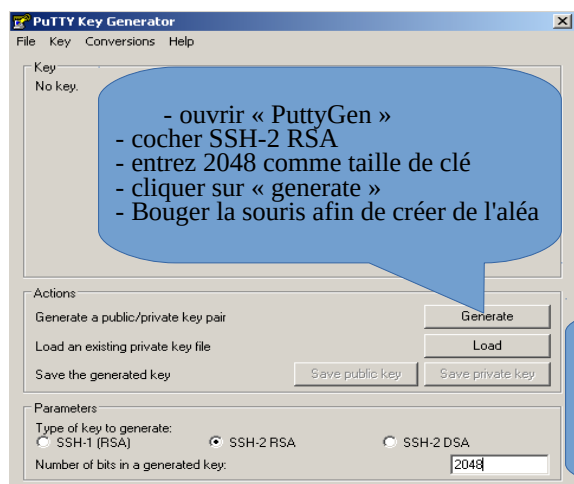 PuTTY Key Generator
File Key Conversions Help
Key
No key.
- ouvrir « PuttyGen »
- cocher SSH-2 RSA
- entrez 2048 comme taille de clé
- cliquer sur « generate »
- Bouger la souris afin de créer de l'aléa
Actions
Generate a public/private key pair
Generate
Load an existing private key file
Load
Save the generated key
Save public key
Save private key
Parameters
Type of key to generate:
SSH-1 (RSA)
SSH-2 RSA
SSH-2 DSA
Number of bits in a generated key:
2048